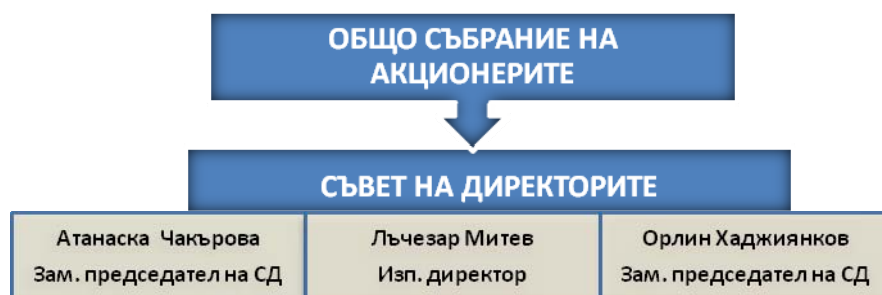 ОБЩО СЪБРАНИЕ НА
АКЦИОНЕРИТЕ
СЪВЕТ НА ДИРЕКТОРИТЕ
Атанаска Чакърова
Зам. председател на СД
Лъчезар Митев
Изп. директор
Орлин Хаджиянков
Зам. председател на СД